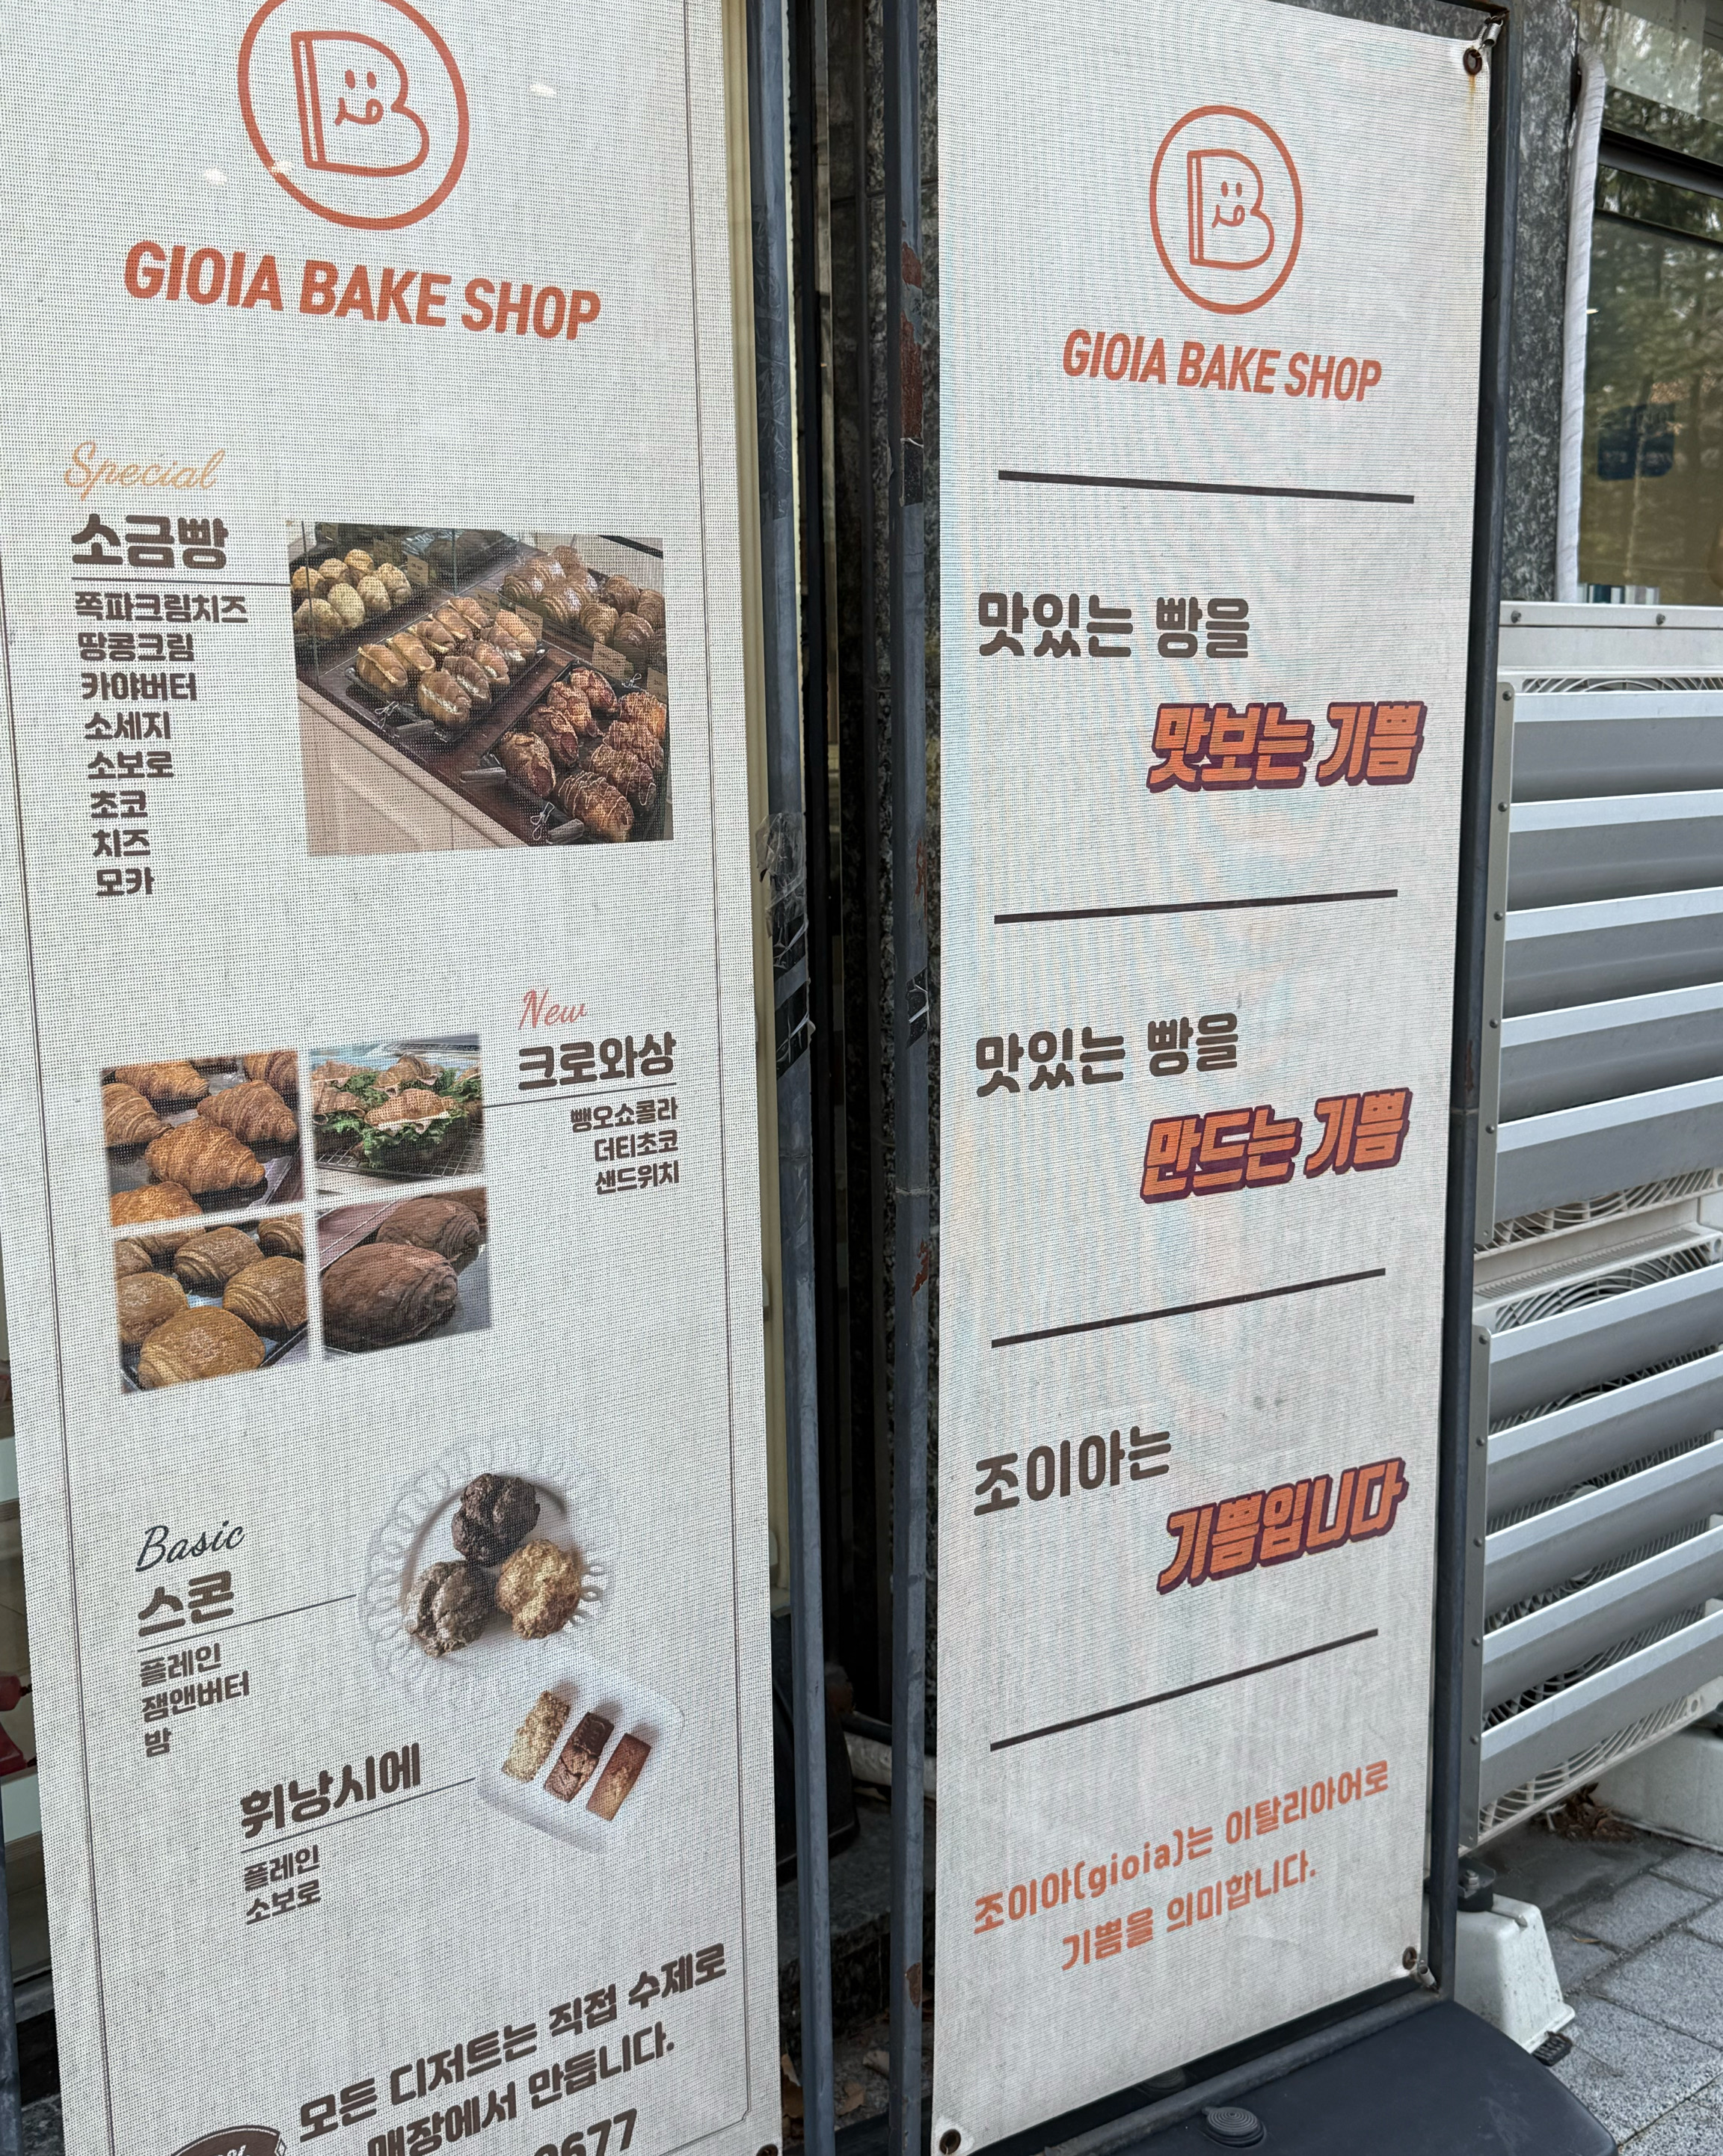 GIOIA BAKE SHOP
Special
소금빵
쪽파크림치즈
땅콩크림
카야버터
소세지
소보로
초코
치즈
모카
New
크로와상
뺑오쇼콜라
더티초코
샌드위치
Basic
스콘
플레인
잼앤버터
밤
휘낭시에
플레인
소보로
모든 디저트는 직접 수제로
매장에서 만듭니다.
GIOIA BAKE SHOP
맛있는 빵을
맛보는 기쁨
맛있는 빵을
만드는 기쁨
조이아는
기쁨입니다
조이아(gioia)는 이탈리아어로
기쁨을 의미합니다.